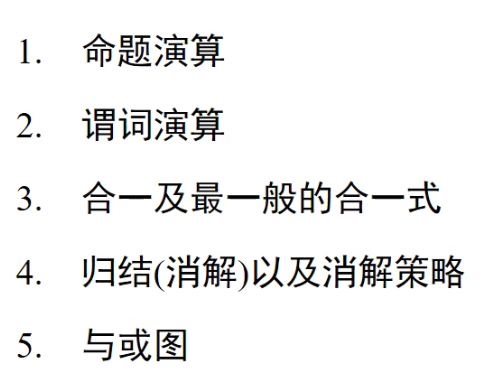 1. 命题演算
2. 谓词演算
3. 合一及最一般的合一式
4. 归结(消解)以及消解策略
5. 与或图